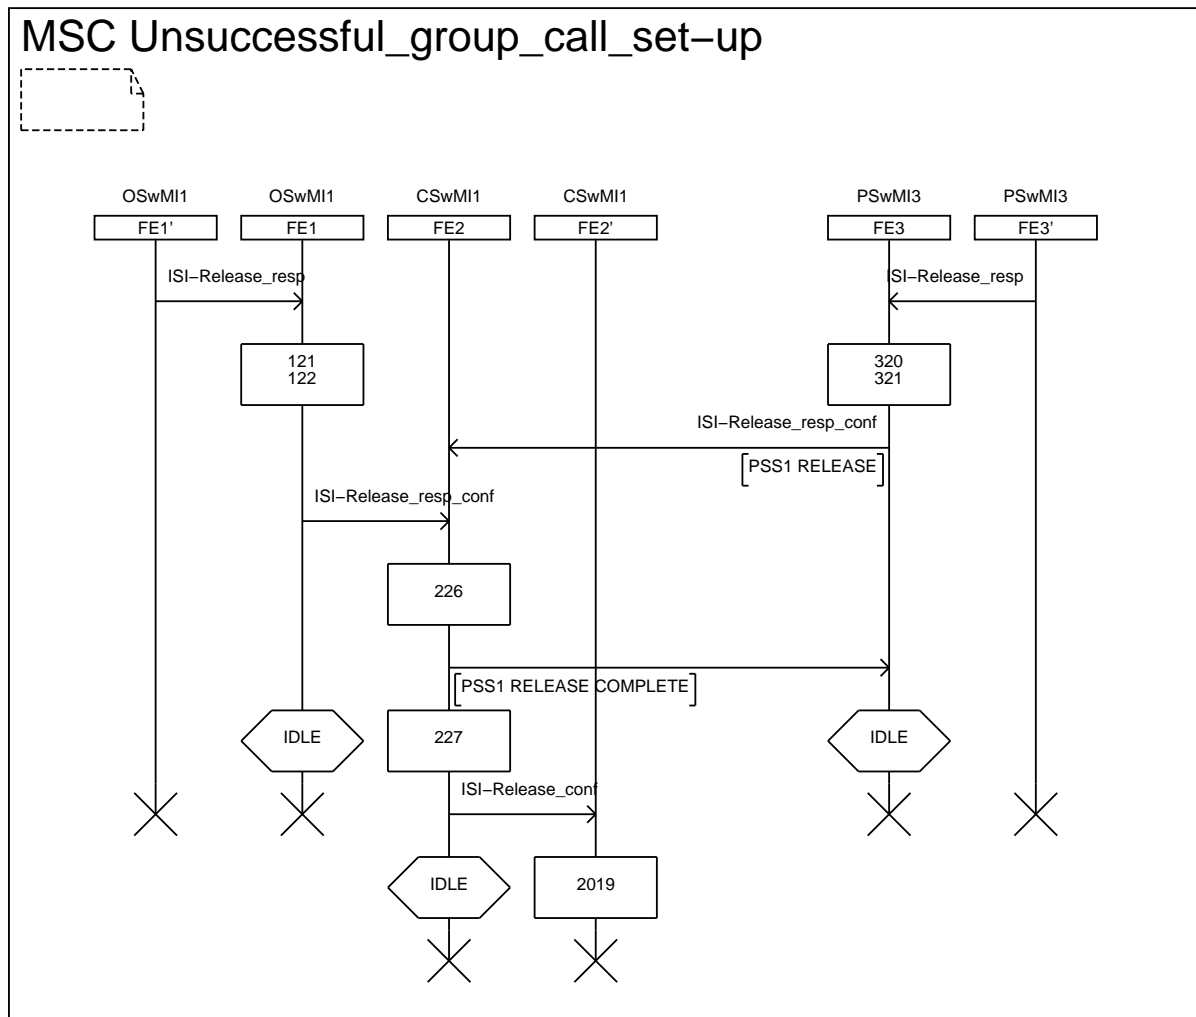 MSC Unsuccessful_group_call_set−up
OSwMI1 OSwMI1 CSwMI1 CSwMI1 PSwMI3 PSwMI3
FE1' FE1 FE2 FE2' FE3 FE3'
ISI−Release_resp ISI−Release_resp
121 320
122 321
ISI−Release_resp_conf
PSS1 RELEASE
ISI−Release_resp_conf
226
PSS1 RELEASE COMPLETE
IDLE 227 IDLE
ISI−Release_conf
IDLE 2019